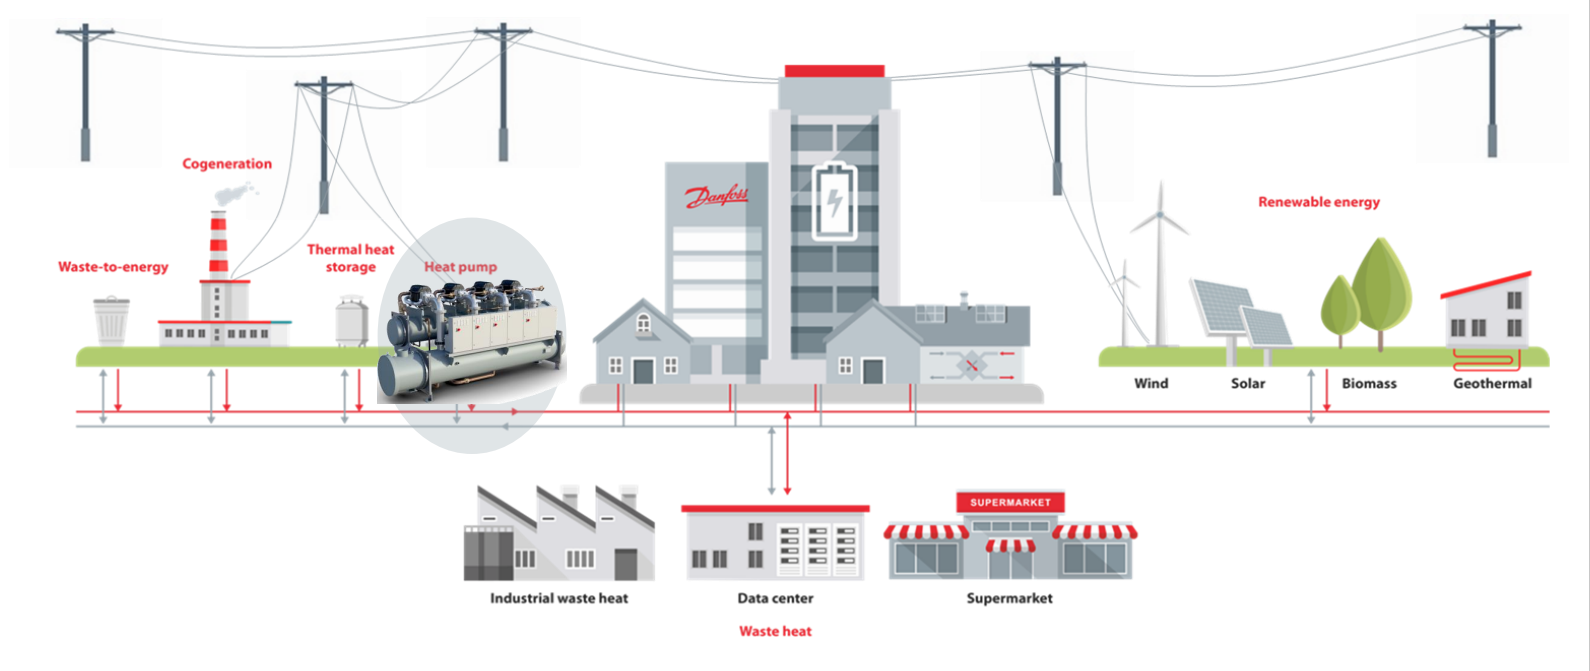 Cogeneration
Renewable energy
Danfoss
Thermal heat
storage
Waste-to-energy
Heat pump
Wind
Solar
Biomass
Geothermal
SUPERMARKET
Industrial waste heat
Data center
Supermarket
Waste heat